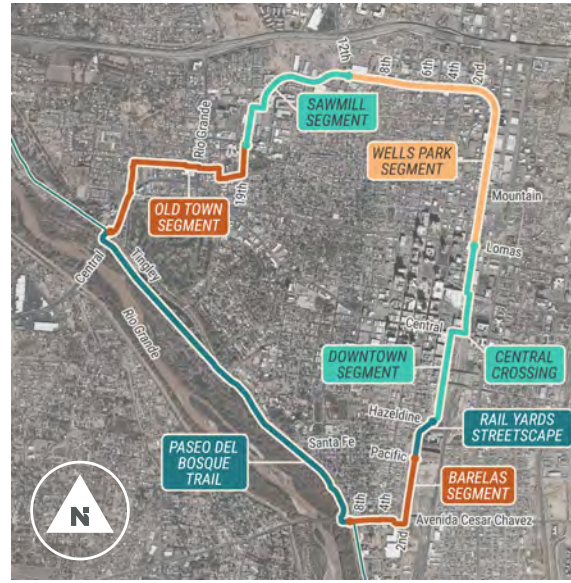 12th
8th
6th
4th
2nd
SAWMILL
SEGMENT
Rio Grande
WELLS PARK
SEGMENT
19th
OLD TOWN
SEGMENT
Mountain
Lomas
Central
Tingley
Rio Grande
Central
DOWNTOWN
SEGMENT
CENTRAL
CROSSING
Hazeldine
RAIL YARDS
STREETSCAPE
Santa Fe
PASEO DEL
BOSQUE
TRAIL
Pacific
BARELAS
SEGMENT
8th
4th
2nd
Avenida Cesar Chavez
N